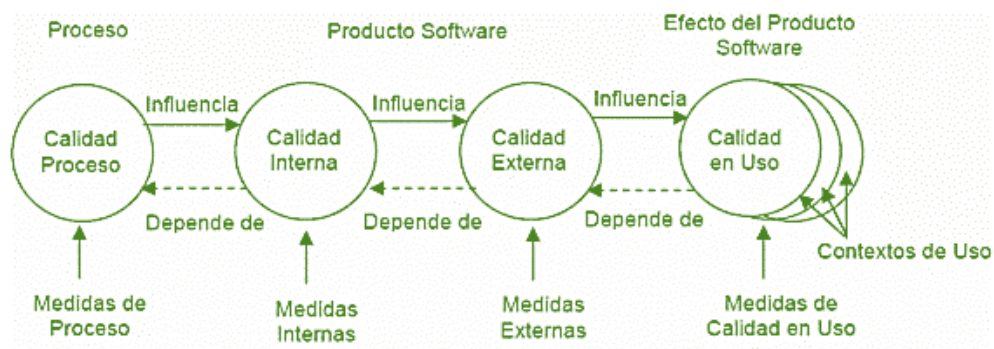 Proceso
Producto Software
Efecto del Producto
Software
Influencia
Influencia
Influencia
Calidad
Proceso
Calidad
Interna
Calidad
Externa
Calidad
en Uso
Depende de
Depende de
Depende de
Contextos de Uso
Medidas de
Proceso
Medidas
Internas
Medidas
Externas
Medidas de
Calidad en Uso